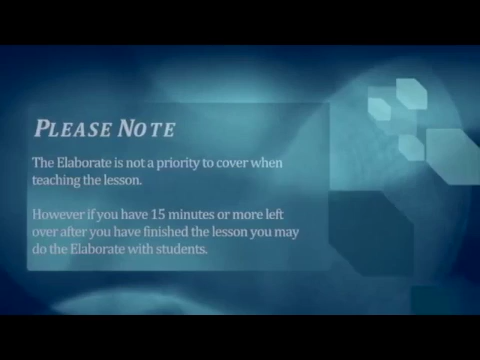 PLEASE NOTE
The Elaborate is not a priority to cover when
teaching the lesson.
However if you have 15 minutes or more left
over after you have finished the lesson you may
do the Elaborate with students.